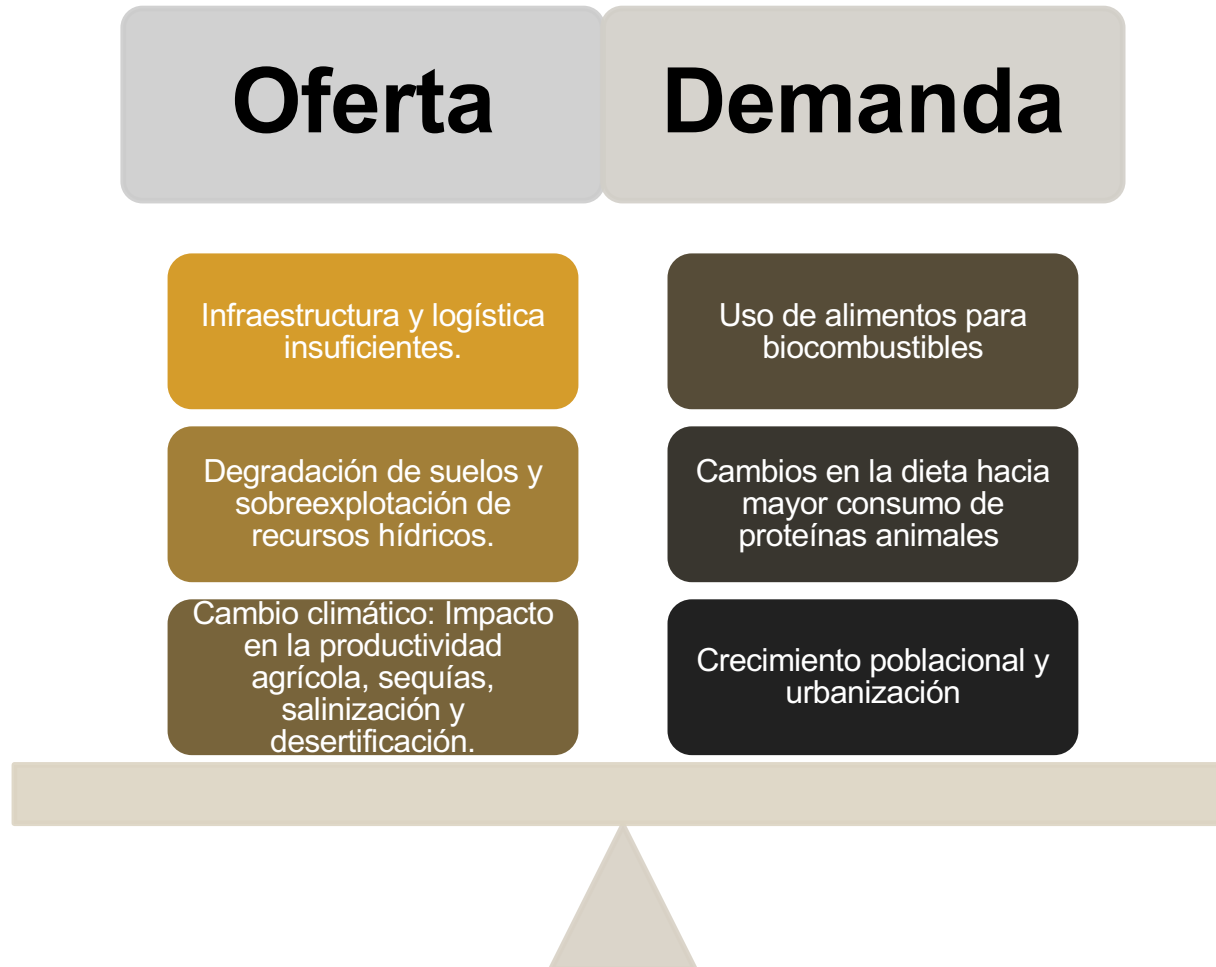 Oferta
Demanda
Infraestructura y logística
insuficientes.
Degradación de suelos y
sobreexplotación de
recursos hídricos.
Cambio climático: Impacto
en la productividad
agrícola, sequías,
salinización y
desertificación.
Uso de alimentos para
biocombustibles
Cambios en la dieta hacia
mayor consumo de
proteínas animales
Crecimiento poblacional y
urbanización